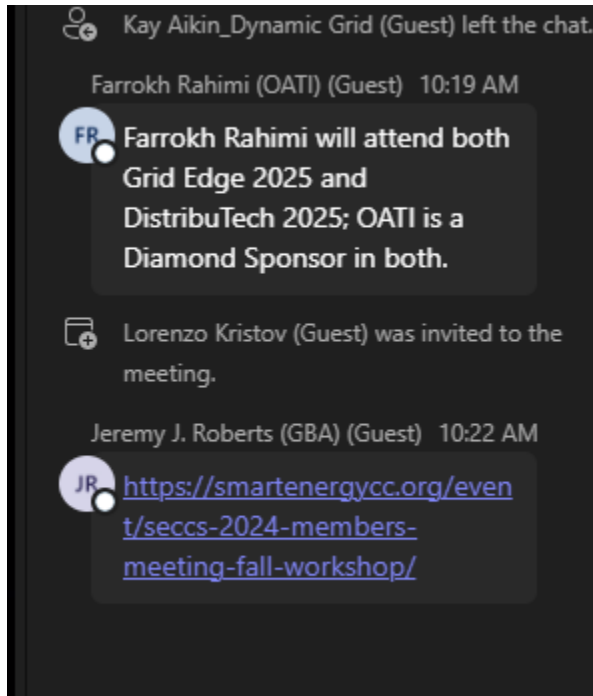 Kay Aikin_Dynamic Grid (Guest) left the chat.
Farrokh Rahimi (OATI) (Guest) 10:19 AM
FR
Farrokh Rahimi will attend both
Grid Edge 2025 and
DistribuTech 2025; OATI is a
Diamond Sponsor in both.
Lorenzo Kristov (Guest) was invited to the
meeting.
Jeremy J. Roberts (GBA) (Guest) 10:22 AM
JR
https://smartenergycc.org/even
t/seccs-2024-members-
meeting-fall-workshop/